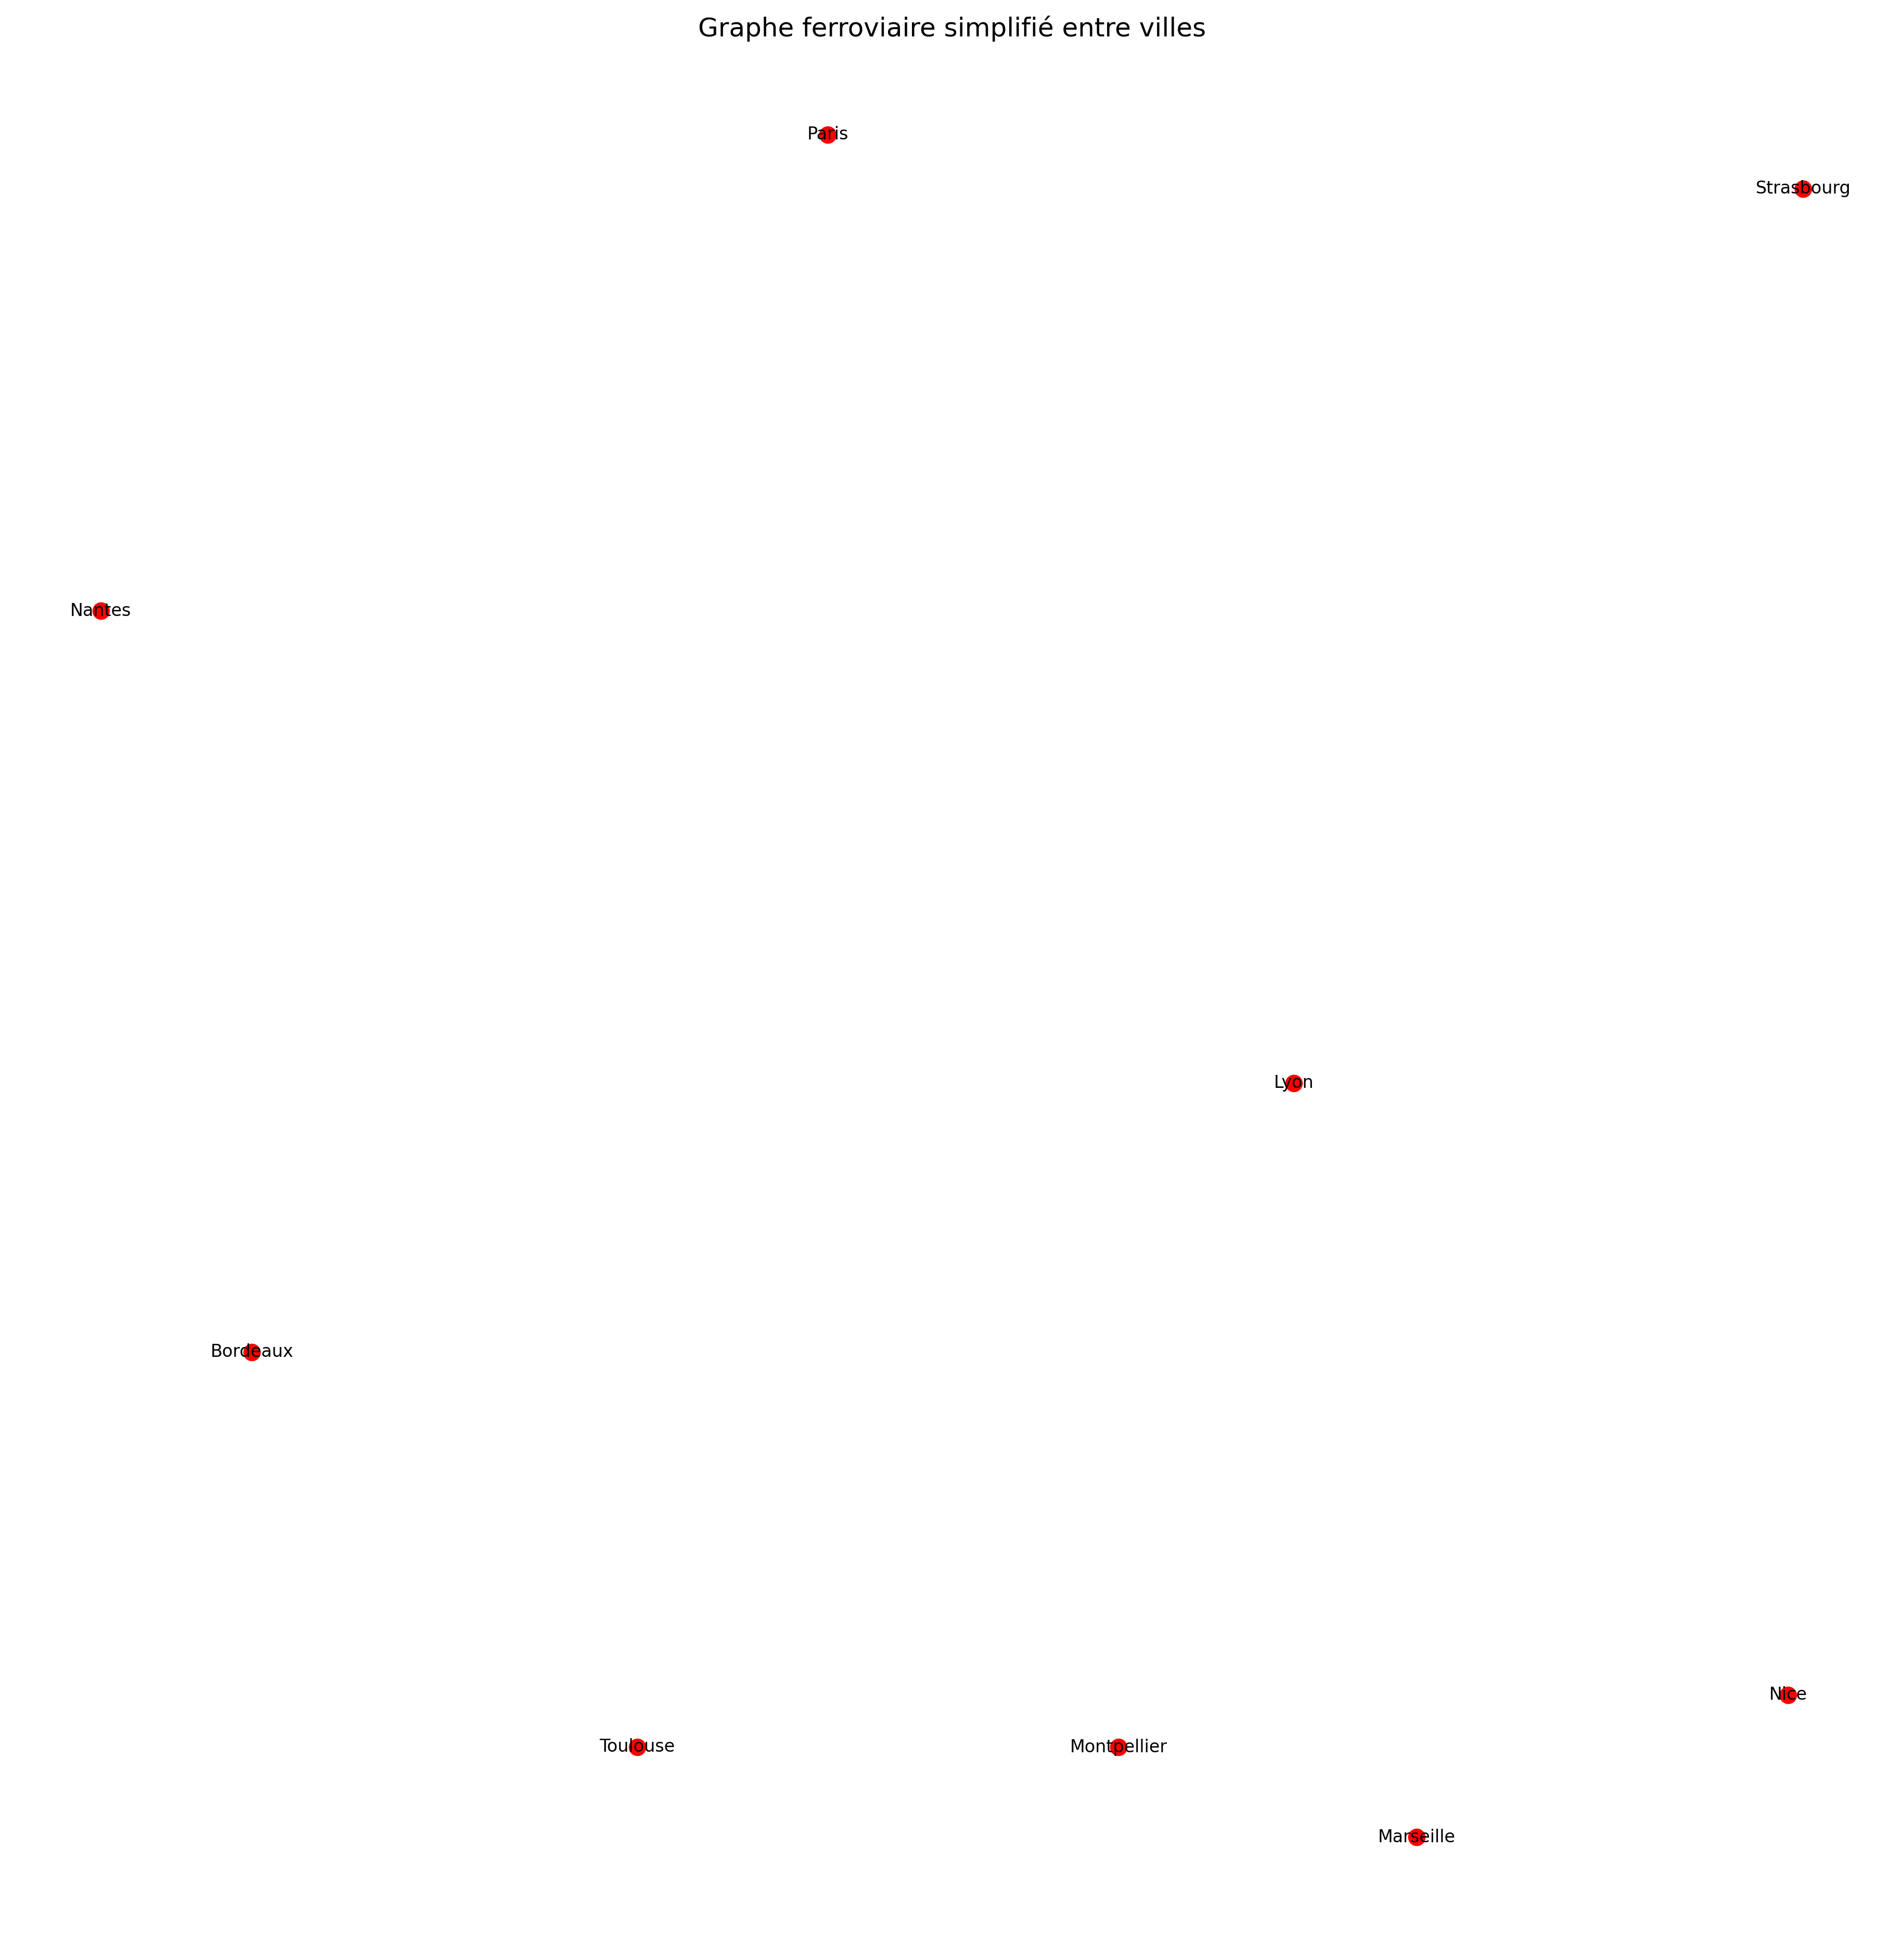 Graphe ferroviaire simplifié entre villes
Paris
Strasbourg
Nantes
Lyon
Bordeaux
Nice
Toulouse
Montpellier
Marseille